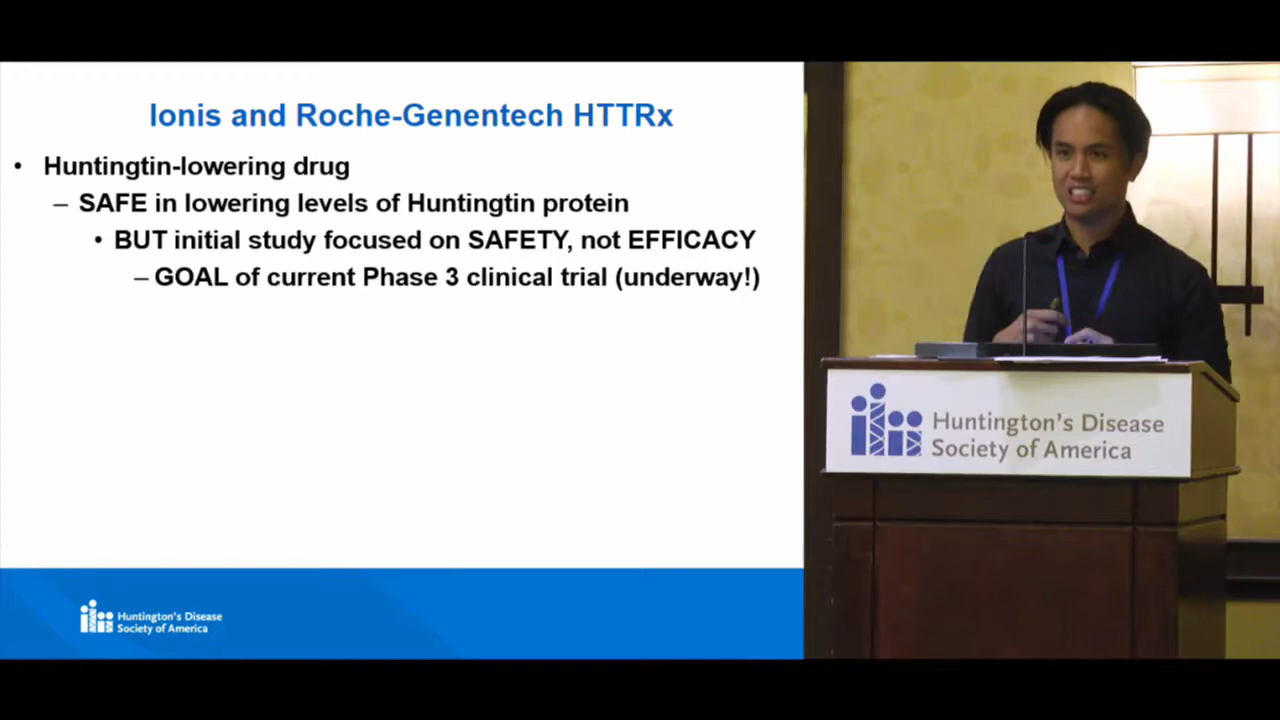 Ionis and Roche-Genentech HTTRx
• Huntingtin-lowering drug
– SAFE in lowering levels of Huntingtin protein
• BUT initial study focused on SAFETY, not EFFICACY
– GOAL of current Phase 3 clinical trial (underway!)
Huntington's Disease
Society of America
Huntington's Disease
Society of America